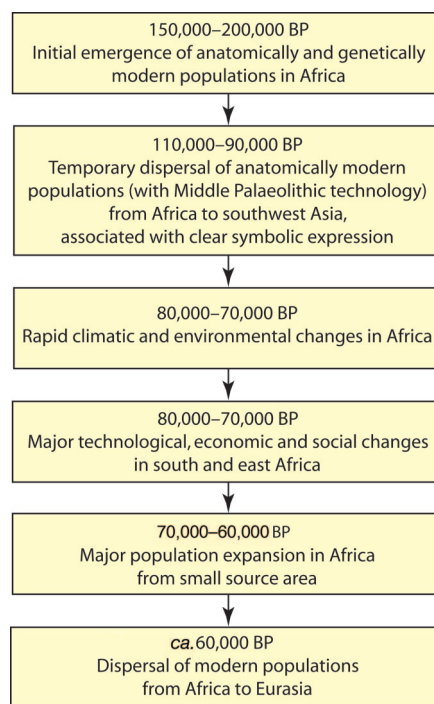 150,000–200,000 BP
Initial emergence of anatomically and genetically
modern populations in Africa
110,000–90,000 BP
Temporary dispersal of anatomically modern
populations (with Middle Palaeolithic technology)
from Africa to southwest Asia,
associated with clear symbolic expression
80,000–70,000 BP
Rapid climatic and environmental changes in Africa
80,000–70,000 BP
Major technological, economic and social changes
in south and east Africa
70,000–60,000 BP
Major population expansion in Africa
from small source area
ca. 60,000 BP
Dispersal of modern populations
from Africa to Eurasia